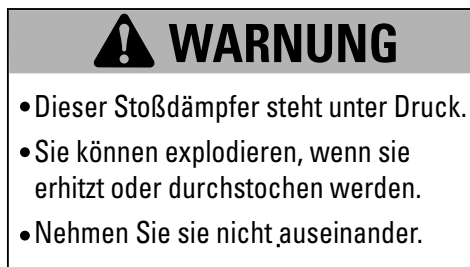 WARNUNG
• Dieser Stoßdämpfer steht unter Druck.
• Sie können explodieren, wenn sie
erhitzt oder durchstochen werden.
• Nehmen Sie sie nicht auseinander.